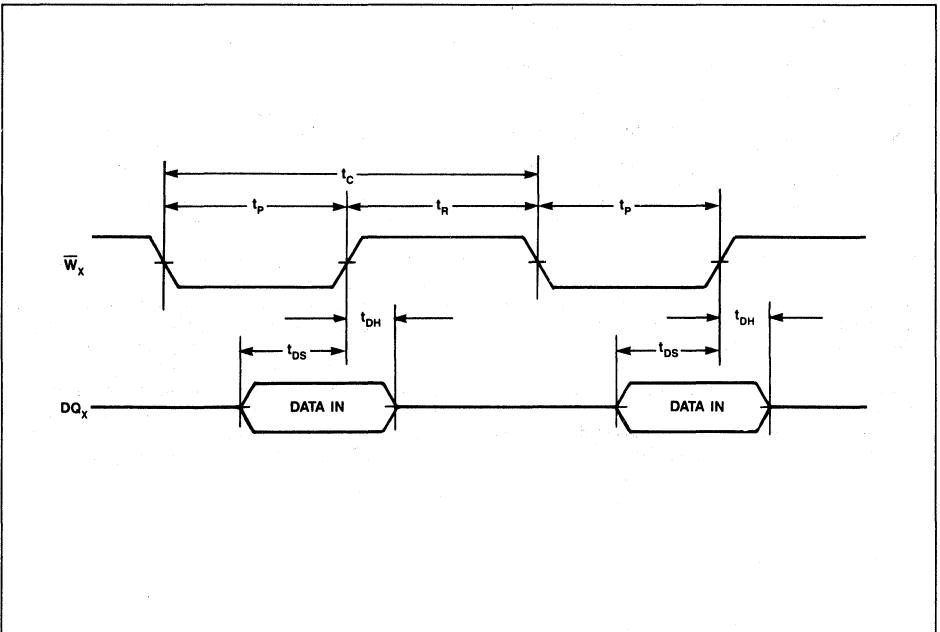 t_C
t_P t_R t_P
W̅_X
t_DH t_DH
t_DS t_DS
DQ_X DATA IN DATA IN